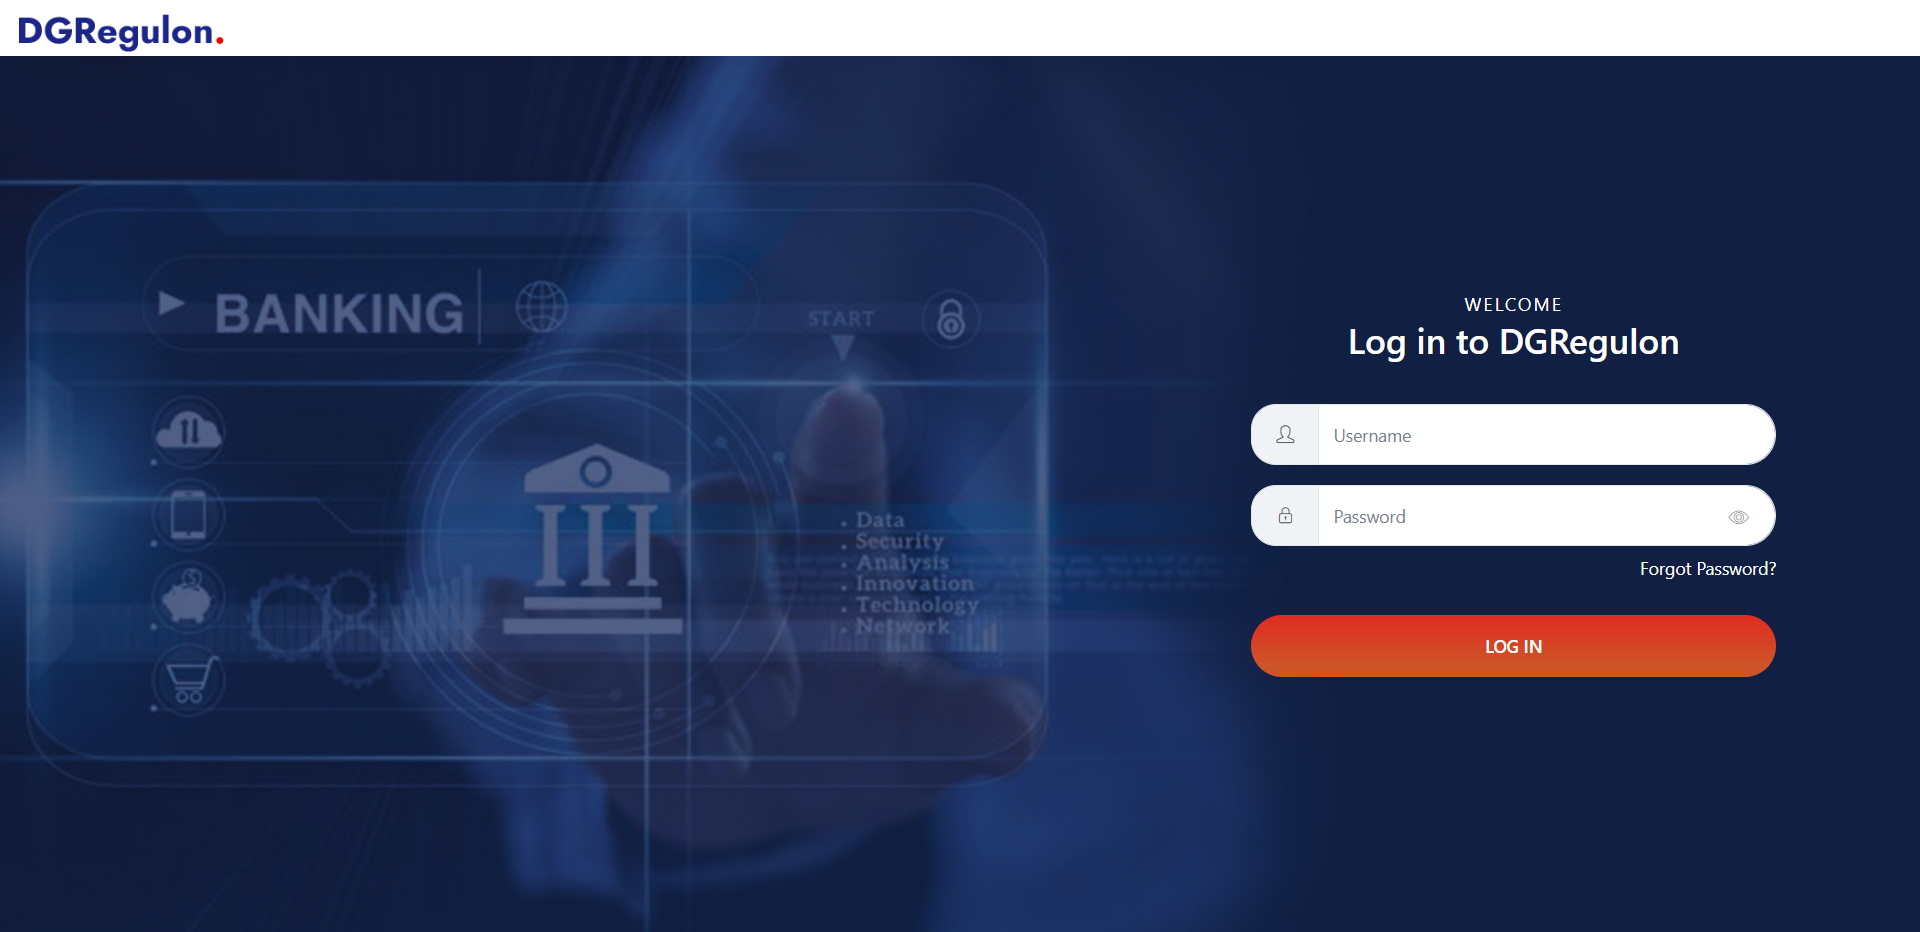 DGRegulon.
BANKING
START
Data
Security
Analysis
Innovation
Technology
Network
WELCOME
Log in to DGRegulon
Username
Password
Forgot Password?
LOG IN